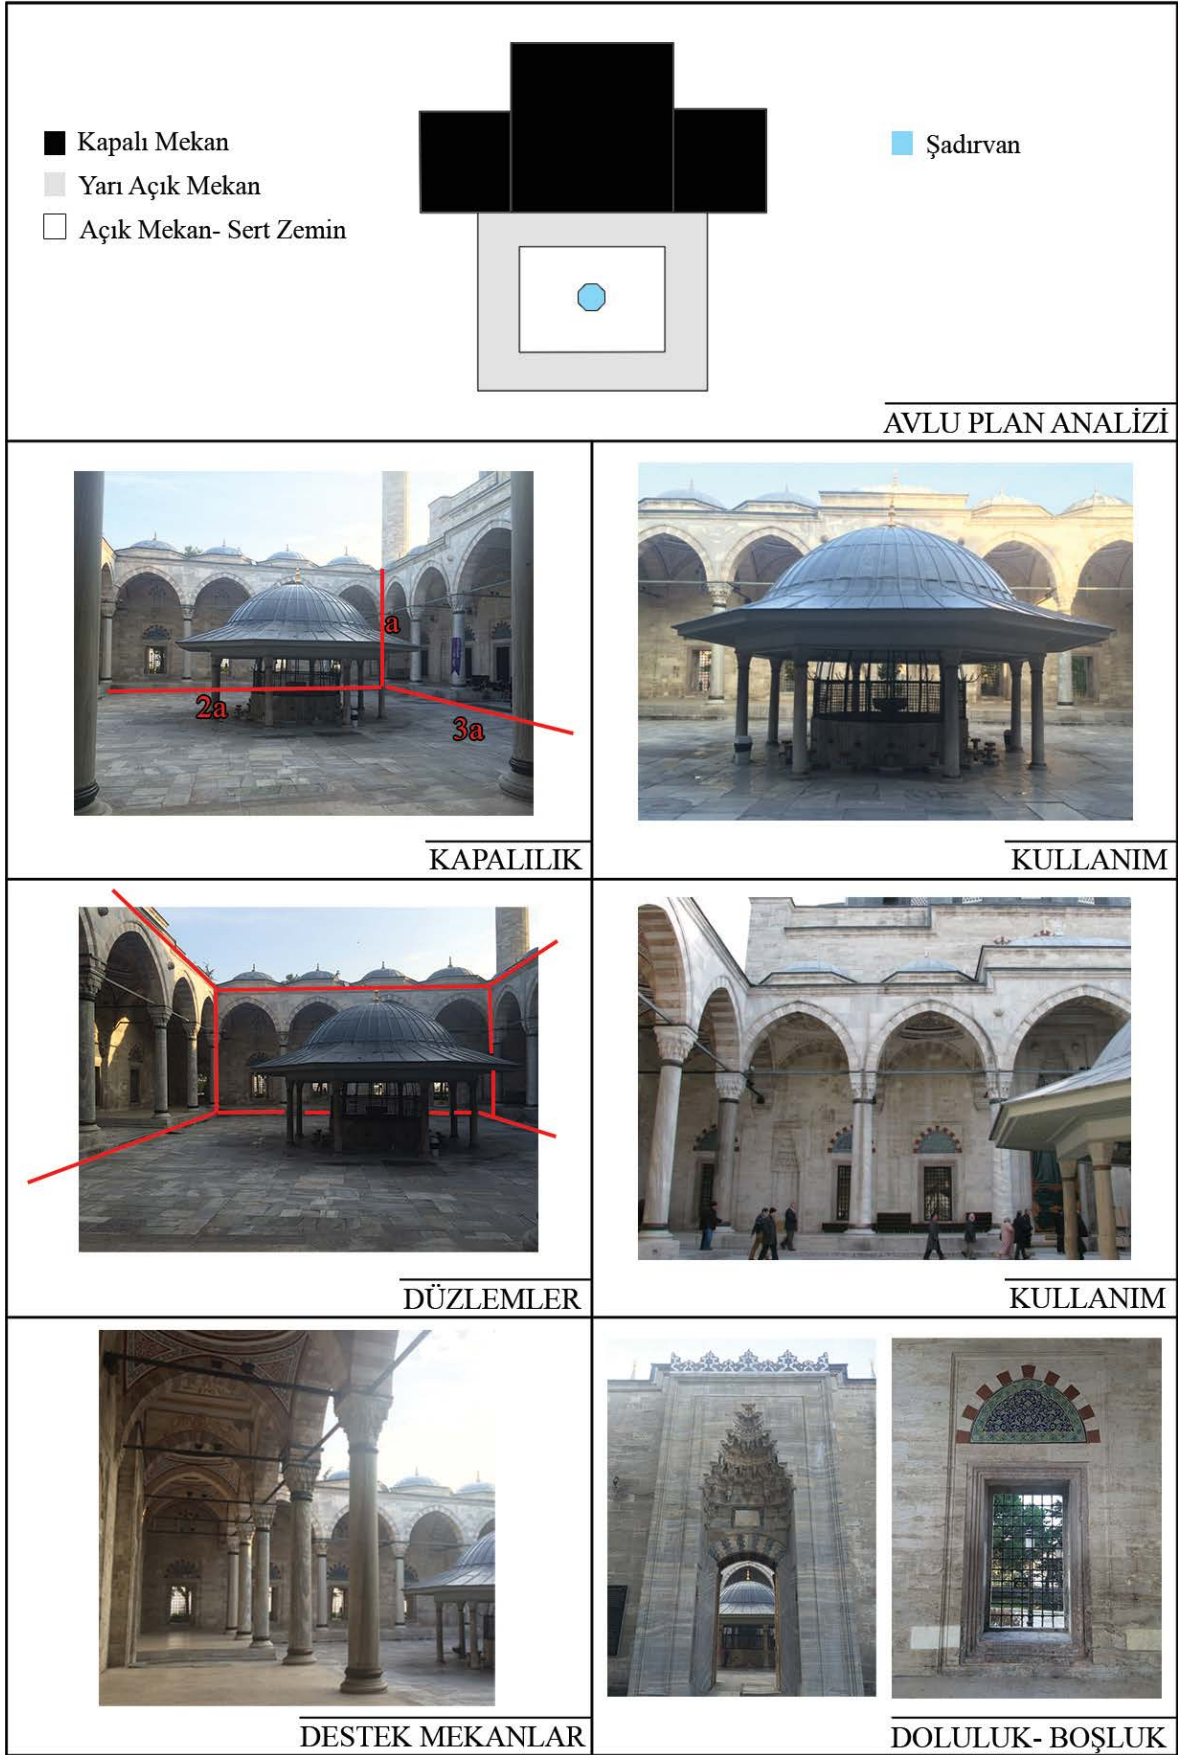 Kapalı Mekan
Yarı Açık Mekan
Açık Mekan- Sert Zemin
Şadırvan
AVLU PLAN ANALİZİ
a
2a
3a
KAPALILIK
KULLANIM
DÜZLEMLER
KULLANIM
DESTEK MEKANLAR
DOLULUK- BOŞLUK